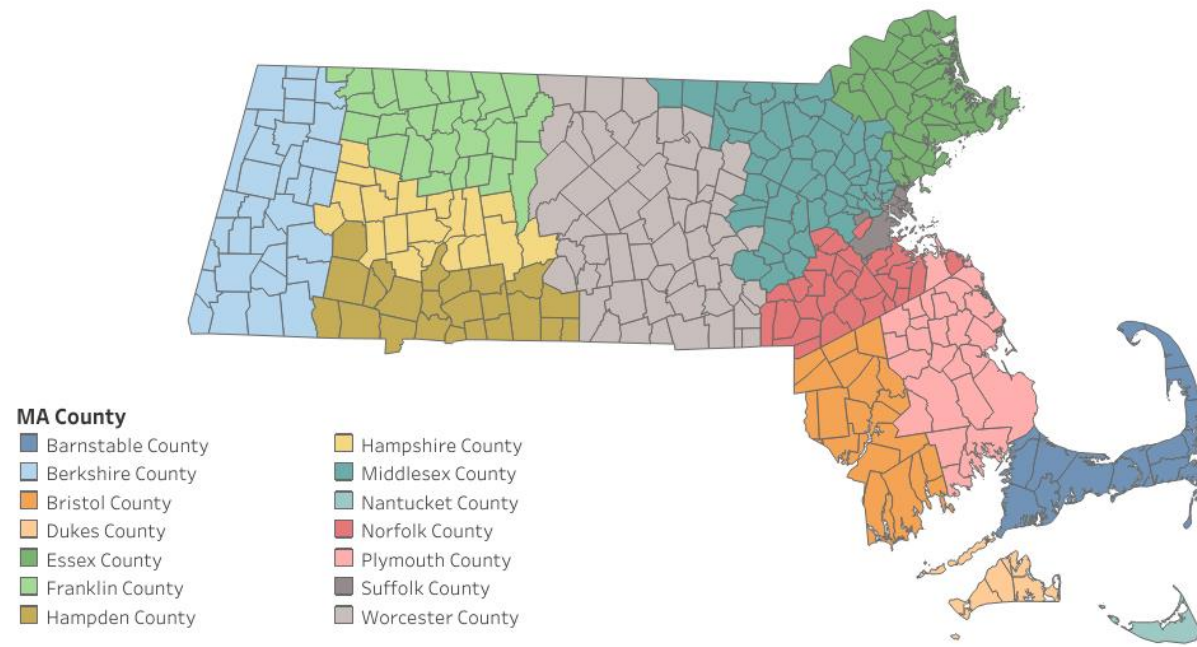 MA County
Barnstable County
Berkshire County
Bristol County
Dukes County
Essex County
Franklin County
Hampden County
Hampshire County
Middlesex County
Nantucket County
Norfolk County
Plymouth County
Suffolk County
Worcester County